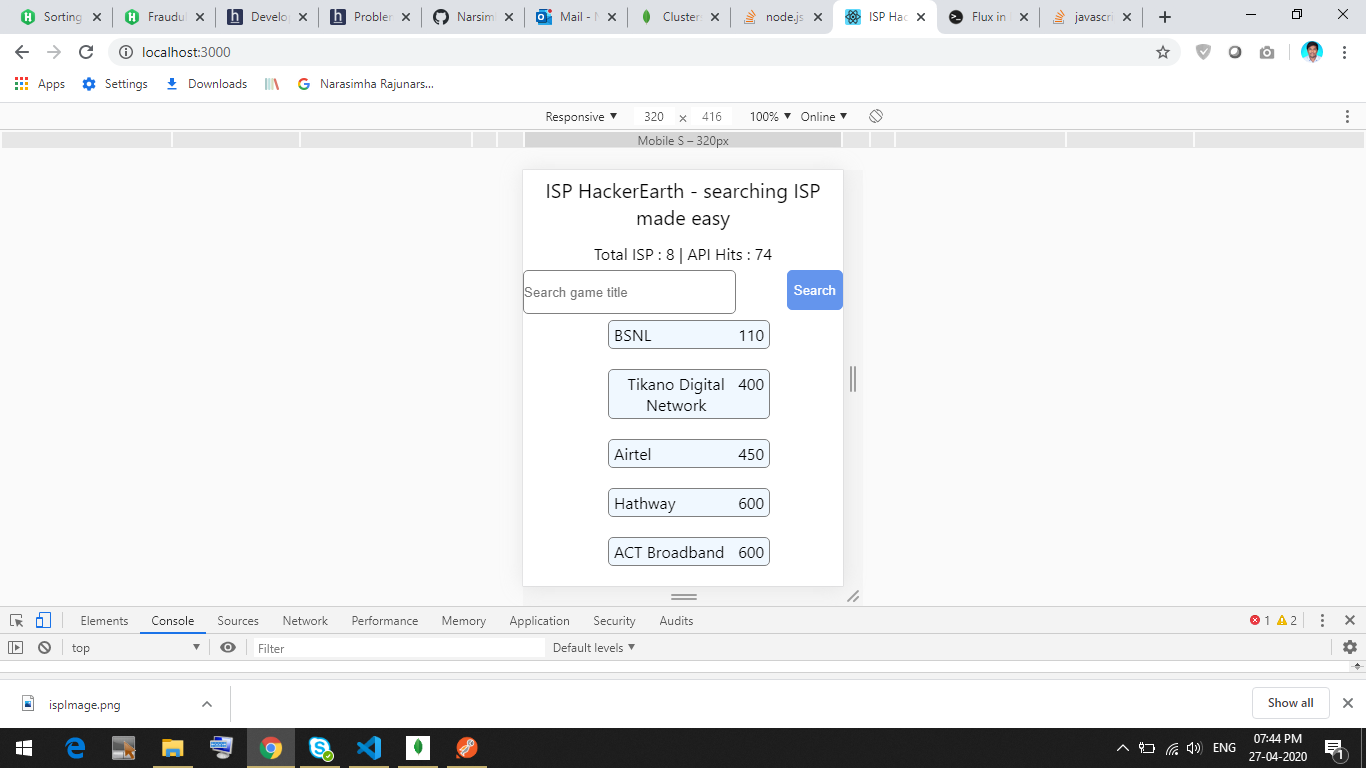 Sorting
Fraudul
Develop
Problem
Narsim
Mail - N
Cluster
node.js
ISP Hac
Flux in
javascri
localhost:3000
Apps
Settings
Downloads
Narasimha Rajunars...
Responsive
320 × 416
100%
Online
Mobile S – 320px
ISP HackerEarth - searching ISP
made easy
Total ISP : 8 | API Hits : 74
Search game title
Search
BSNL 110
Tikano Digital 400
Network
Airtel 450
Hathway 600
ACT Broadband 600
Elements
Console
Sources
Network
Performance
Memory
Application
Security
Audits
1
2
top
Filter
Default levels
ispImage.png
Show all
ENG
07:44 PM
27-04-2020
1